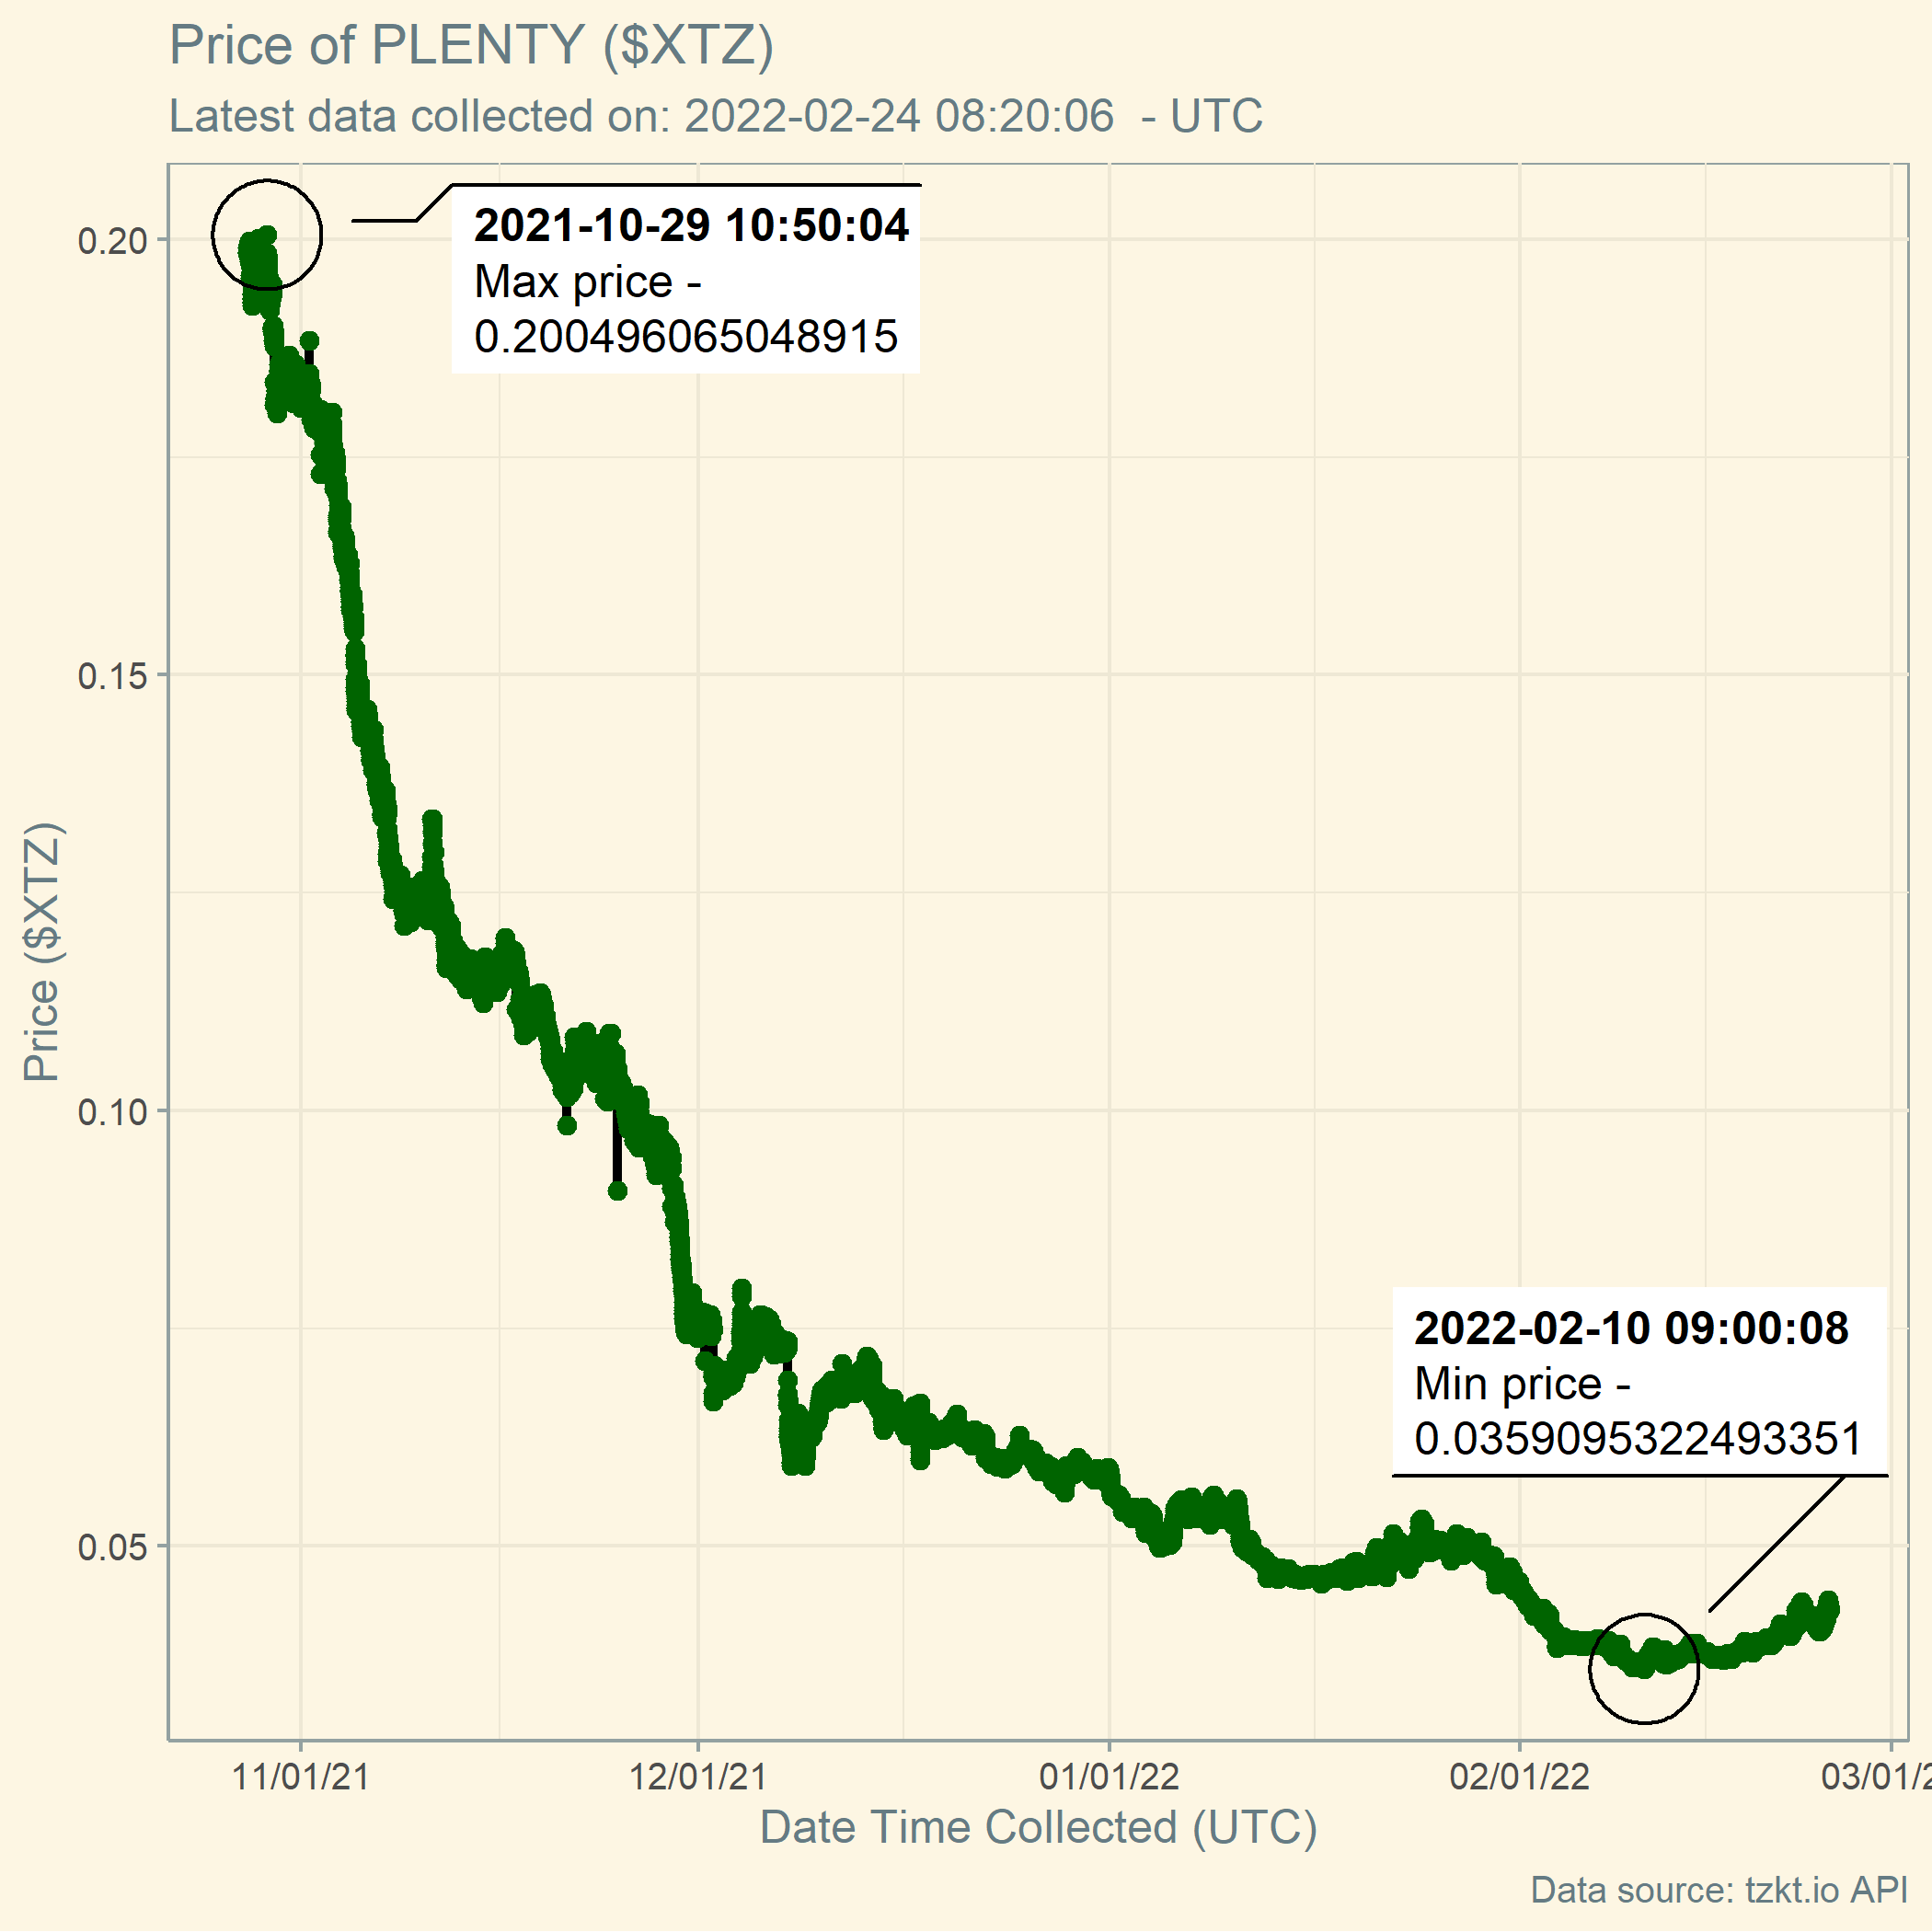 Price of PLENTY ($XTZ)
Latest data collected on: 2022-02-24 08:20:06  - UTC
2021-10-29 10:50:04
Max price -
0.200496065048915
0.20
0.15
0.10
0.05
Price ($XTZ)
2022-02-10 09:00:08
Min price -
0.0359095322493351
11/01/21
12/01/21
01/01/22
02/01/22
03/01/2
Date Time Collected (UTC)
Data source: tzkt.io API